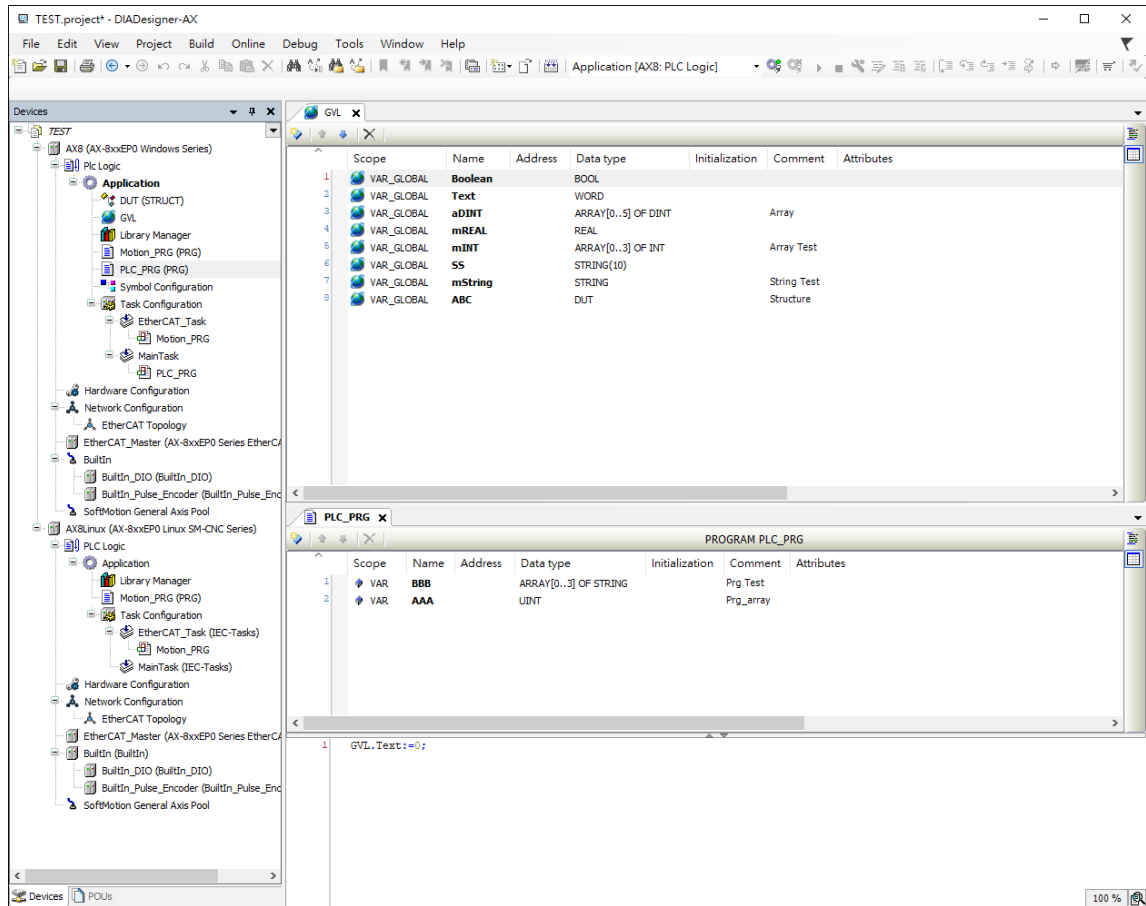 TEST.project* - DIADesigner-AX
File Edit View Project Build Online Debug Tools Window Help
Application [AX8: PLC Logic]
Devices
TEST
AX8 (AX-8xxEP0 Windows Series)
Plc Logic
Application
DUT (STRUCT)
GVL
Library Manager
Motion_PRG (PRG)
PLC_PRG (PRG)
Symbol Configuration
Task Configuration
EtherCAT_Task
Motion_PRG
MainTask
PLC_PRG
Hardware Configuration
Network Configuration
EtherCAT Topology
EtherCAT_Master (AX-8xxEP0 Series EtherCA
BuiltIn
BuiltIn_DIO (BuiltIn_DIO)
BuiltIn_Pulse_Encoder (BuiltIn_Pulse_Enc
SoftMotion General Axis Pool
AX8Linux (AX-8xxEP0 Linux SM-CNC Series)
PLC Logic
Application
Library Manager
Motion_PRG (PRG)
Task Configuration
EtherCAT_Task (IEC-Tasks)
Motion_PRG
MainTask (IEC-Tasks)
Hardware Configuration
Network Configuration
EtherCAT Topology
EtherCAT_Master (AX-8xxEP0 Series EtherCA
BuiltIn (BuiltIn)
BuiltIn_DIO (BuiltIn_DIO)
BuiltIn_Pulse_Encoder (BuiltIn_Pulse_Enc
SoftMotion General Axis Pool
Devices POUs
GVL
Scope Name Address Data type Initialization Comment Attributes
1 VAR_GLOBAL Boolean BOOL
2 VAR_GLOBAL Text WORD
3 VAR_GLOBAL aDINT ARRAY[0..5] OF DINT Array
4 VAR_GLOBAL mREAL REAL
5 VAR_GLOBAL mINT ARRAY[0..3] OF INT Array Test
6 VAR_GLOBAL SS STRING(10)
7 VAR_GLOBAL mString STRING String Test
8 VAR_GLOBAL ABC DUT Structure
PLC_PRG
PROGRAM PLC_PRG
Scope Name Address Data type Initialization Comment Attributes
1 VAR BBB ARRAY[0..3] OF STRING Prg Test
2 VAR AAA UINT Prg_array
1 GVL.Text:=0;
100 %